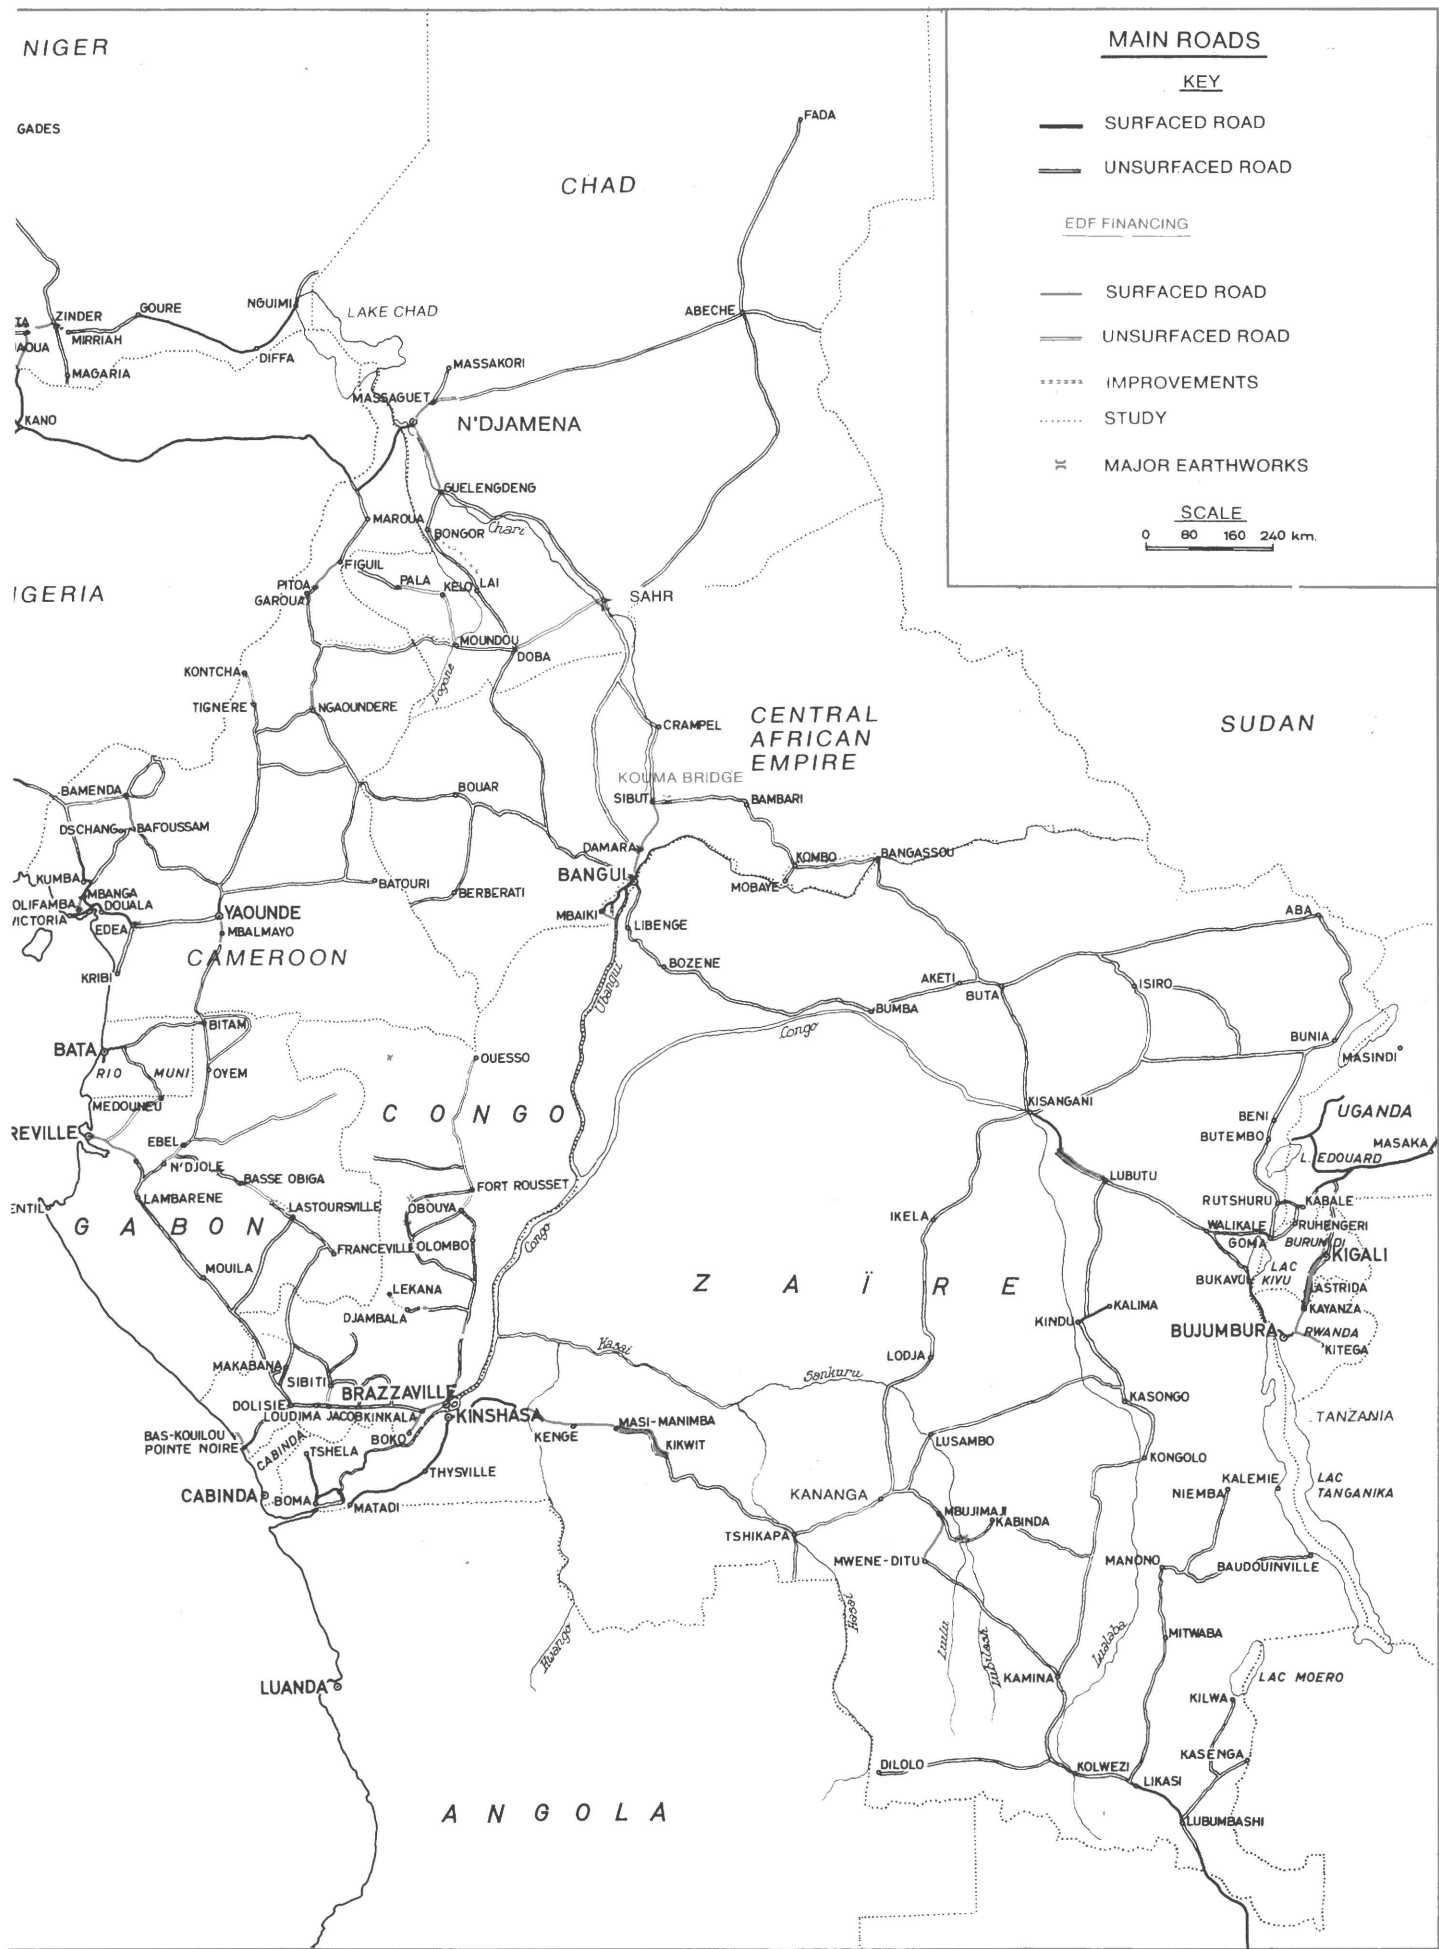 NIGER
MAIN ROADS
KEY
SURFACED ROAD
UNSURFACED ROAD
EDF FINANCING
SURFACED ROAD
UNSURFACED ROAD
IMPROVEMENTS
STUDY
MAJOR EARTHWORKS
SCALE
0 80 160 240 km.
GADES
FADA
CHAD
NGUIMI
LAKE CHAD
GOURE
ZINDER
MIRRIAH
AOUA
DIFFA
MAGARIA
KANO
ABECHE
MASSAKORI
MASSAGUET
N'DJAMENA
GUELENGDENG
MAROUA
BONGOR
Chari
FIGUIL
PITOA
GAROUA
PALA
KELO
LAI
SAHR
IGERIA
MOUNDOU
DOBA
KONTCHA
TIGNERE
NGAOUNDERE
Logone
CRAMPEL
CENTRAL
AFRICAN
EMPIRE
SUDAN
KOUMA BRIDGE
BAMENDA
BOUAR
SIBUT
BAMBARI
DSCHANG
BAFOUSSAM
DAMARA
KOMBO
BANGASSOU
KUMBA
BATOURI
BERBERATI
BANGUI
MOBAYE
MBANGA
OLIFAMBA
DOUALA
VICTORIA
YAOUNDE
MBAIKI
ABA
EDEA
MBALMAYO
LIBENGE
CAMEROON
KRIBI
BOZENE
Ubangui
AKETI
BUTA
ISIRO
BUMBA
Congo
BITAM
BUNIA
BATA
RIO MUNI
OYEM
OUESSO
MASINDI
MEDOUNEU
CONGO
KISANGANI
UGANDA
BENI
BUTEMBO
MASAKA
REVILLE
EBEL
L. EDOUARD
N'DJOLE
BASSE OBIGA
FORT ROUSSET
LUBUTU
LAMBARENE
LASTOURSVILLE
OBOUYA
RUTSHURU
KABALE
ENTIL
GABON
IKELA
WALIKALE
RUHENGERI
GOMA
BURUNDI
FRANCEVILLE
OLOMBO
Congo
KIGALI
MOUILA
LEKANA
ZAÏRE
BUKAVU
LAC
KIVU
ASTRIDA
DJAMBALA
KALIMA
KAYANZA
KINDU
BUJUMBURA
RWANDA
KITEGA
Kasai
LODJA
MAKABANA
SIBITI
Sankuru
BRAZZAVILLE
DOLISIE
LOUDIMA
JACOB
KINKALA
KINSHASA
KASONGO
BAS-KOUILOU
POINTE NOIRE
CABINDA
TSHELA
BOKO
KENGE
MASI-MANIMBA
KIKWIT
LUSAMBO
TANZANIA
THYSVILLE
KONGOLO
CABINDA
BOMA
MATADI
KANANGA
KALEMIE
NIEMBA
LAC
TANGANIKA
MBUJIMAJI
KABINDA
TSHIKAPA
MWENE-DITU
MANONO
BAUDOUINVILLE
Kasai
Kwango
Lulu
Lubilash
Lualaba
MITWABA
LUANDA
KAMINA
LAC MOERO
KILWA
DILOLO
KASENGA
KOLWEZI
LIKASI
ANGOLA
LUBUMBASHI